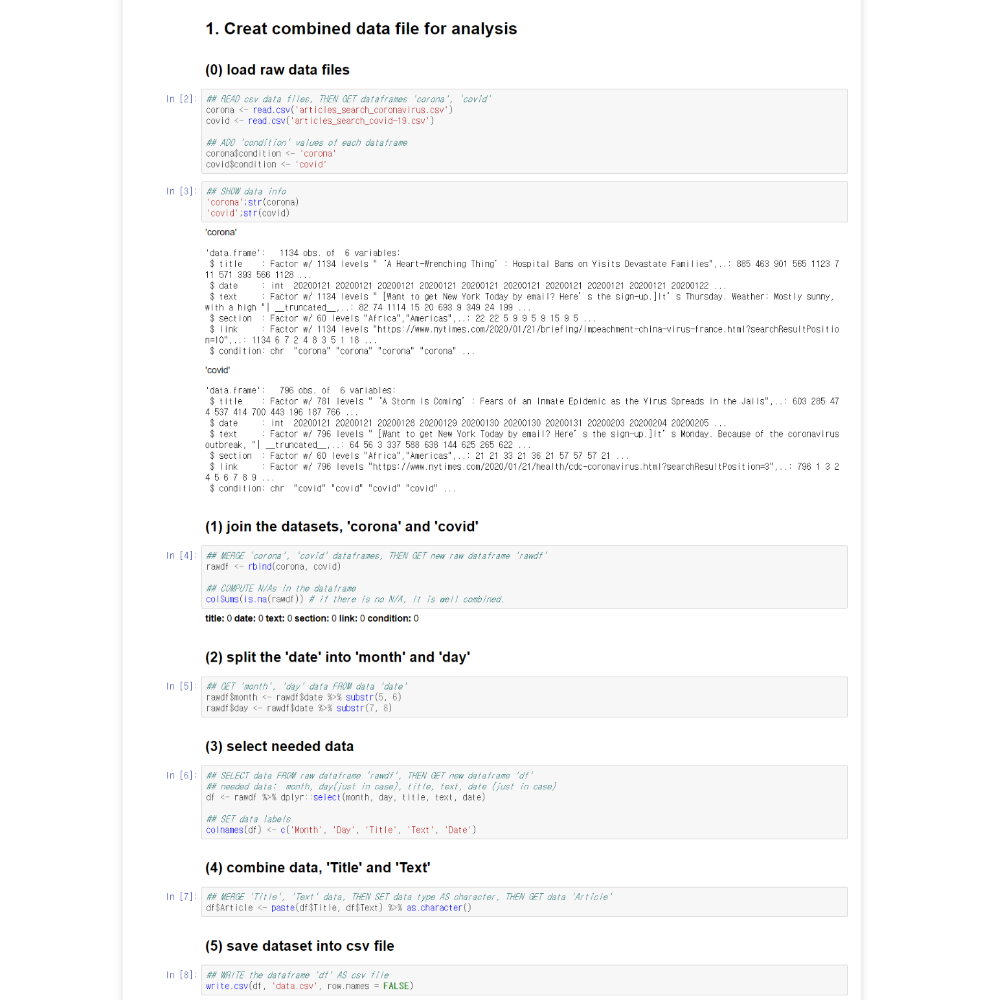 1. Creat combined data file for analysis
(0) load raw data files
In [2]:
## READ csv data files, THEN GET dataframes 'corona', 'covid'
corona <- read.csv('articles_search_coronavirus.csv')
covid <- read.csv('articles_search_covid-19.csv')
## ADD 'condition' values of each dataframe
corona$condition <- 'corona'
covid$condition <- 'covid'
In [3]:
## SHOW data info
'corona';str(corona)
'covid';str(covid)
'corona'
'data.frame':   1134 obs. of  6 variables:
 $ title    : Factor w/ 1134 levels " ‘A Heart-Wrenching Thing’ : Hospital Bans on Visits Devastate Families",..: 885 463 901 565 1123 7
11 571 393 566 1128 ...
 $ date     : int  20200121 20200121 20200121 20200121 20200121 20200121 20200121 20200121 20200121 20200122 ...
 $ text     : Factor w/ 1134 levels " [Want to get New York Today by email? Here’ s the sign-up.]It’ s Thursday. Weather: Mostly sunny,
with a high "| __truncated__,..: 82 74 1114 15 20 693 9 349 24 199 ...
 $ section  : Factor w/ 60 levels "Africa","Americas",..: 22 22 5 9 9 5 9 15 9 5 ...
 $ link     : Factor w/ 1134 levels "https://www.nytimes.com/2020/01/21/briefing/impeachment-china-virus-france.html?searchResultPositio
n=10",..: 1134 6 7 2 4 8 3 5 1 18 ...
 $ condition: chr  "corona" "corona" "corona" "corona" ...
'covid'
'data.frame':   796 obs. of  6 variables:
 $ title    : Factor w/ 781 levels " ‘A Storm Is Coming’ : Fears of an Inmate Epidemic as the Virus Spreads in the Jails",..: 603 285 47
4 537 414 700 443 196 187 766 ...
 $ date     : int  20200121 20200121 20200128 20200129 20200130 20200130 20200131 20200203 20200204 20200205 ...
 $ text     : Factor w/ 796 levels " [Want to get New York Today by email? Here’ s the sign-up.]It’ s Monday. Because of the coronavirus
outbreak, "| __truncated__,..: 64 56 3 337 588 638 144 625 265 622 ...
 $ section  : Factor w/ 60 levels "Africa","Americas",..: 21 21 33 21 36 21 57 57 57 21 ...
 $ link     : Factor w/ 796 levels "https://www.nytimes.com/2020/01/21/health/cdc-coronavirus.html?searchResultPosition=3",..: 796 1 3 2
4 5 6 7 8 9 ...
 $ condition: chr  "covid" "covid" "covid" "covid" ...
(1) join the datasets, 'corona' and 'covid'
In [4]:
## MERGE 'corona', 'covid' dataframes, THEN GET new raw dataframe 'rawdf'
rawdf <- rbind(corona, covid)
## COMPUTE N/As in the dataframe
colSums(is.na(rawdf)) # if there is no N/A, it is well combined.
title: 0 date: 0 text: 0 section: 0 link: 0 condition: 0
(2) split the 'date' into 'month' and 'day'
In [5]:
## GET 'month', 'day' data FROM data 'date'
rawdf$month <- rawdf$date %>% substr(5, 6)
rawdf$day <- rawdf$date %>% substr(7, 8)
(3) select needed data
In [6]:
## SELECT data FROM raw dataframe 'rawdf', THEN GET new dataframe 'df'
## needed data:  month, day(just in case), title, text, date (just in case)
df <- rawdf %>% dplyr::select(month, day, title, text, date)
## SET data labels
colnames(df) <- c('Month', 'Day', 'Title', 'Text', 'Date')
(4) combine data, 'Title' and 'Text'
In [7]:
## MERGE 'Title', 'Text' data, THEN SET data type AS character, THEN GET data 'Article'
df$Article <- paste(df$Title, df$Text) %>% as.character()
(5) save dataset into csv file
In [8]:
## WRITE the dataframe 'df' AS csv file
write.csv(df, 'data.csv', row.names = FALSE)